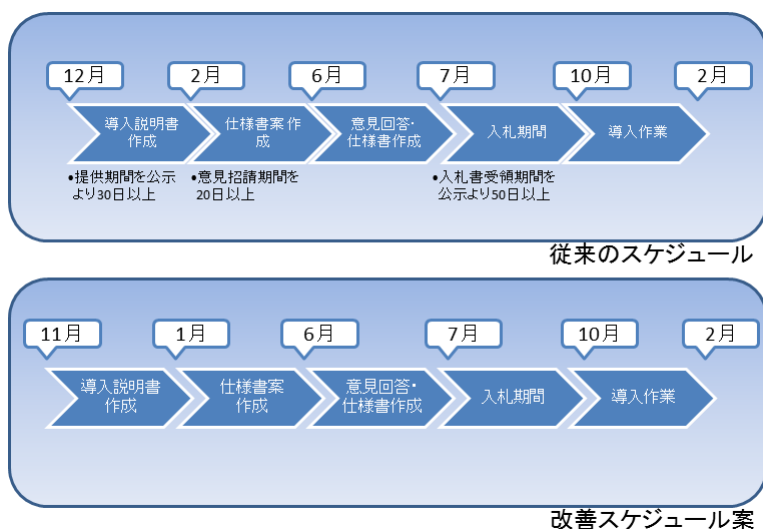 12月
2月
6月
7月
10月
2月
導入説明書
作成
仕様書案作
成
意見回答・
仕様書作成
入札期間
導入作業
•提供期間を公示
より30日以上
•意見招請期間を
20日以上
•入札書受領期間を
公示より50日以上
従来のスケジュール
11月
1月
6月
7月
10月
2月
導入説明書
作成
仕様書案
作成
意見回答・
仕様書作成
入札期間
導入作業
改善スケジュール案